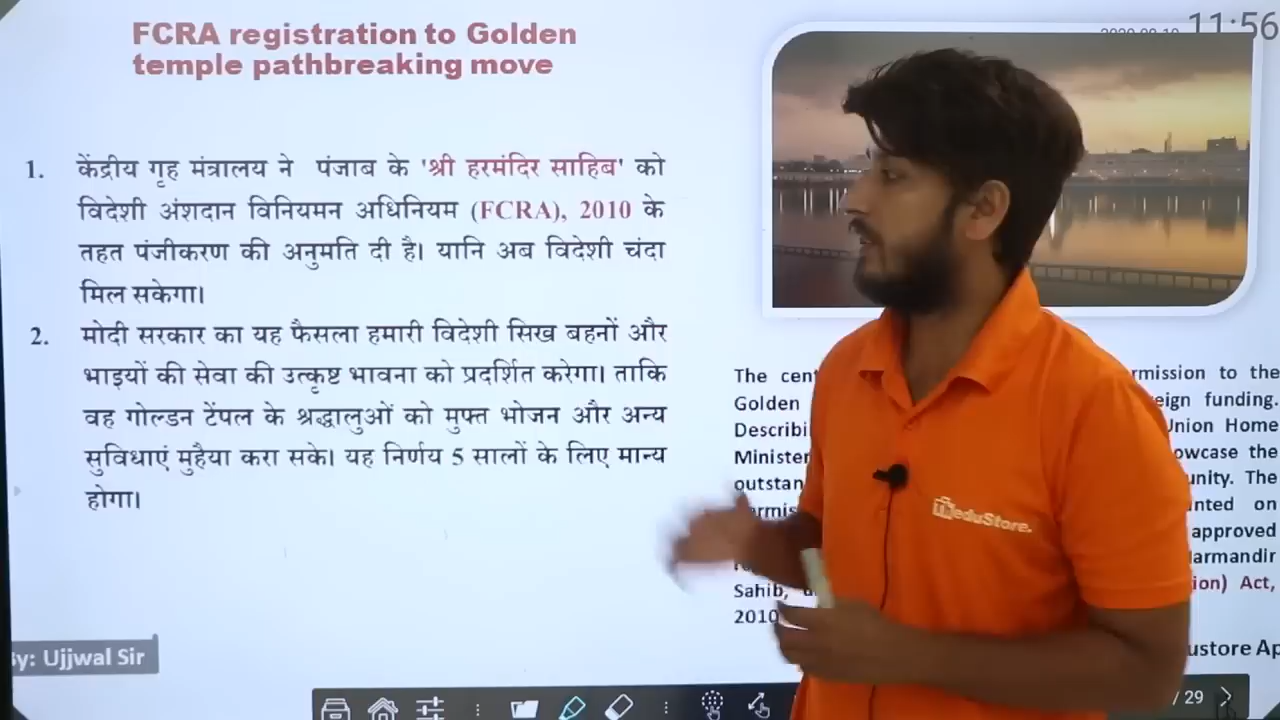 FCRA registration to Golden
temple pathbreaking move
11:56
1. केंद्रीय गृह मंत्रालय ने पंजाब के 'श्री हरमंदिर साहिब' को
विदेशी अंशदान विनियमन अधिनियम (FCRA), 2010 के
तहत पंजीकरण की अनुमति दी है। यानि अब विदेशी चंदा
मिल सकेगा।
2. मोदी सरकार का यह फैसला हमारी विदेशी सिख बहनों और
भाइयों की सेवा की उत्कृष्ट भावना को प्रदर्शित करेगा। ताकि
वह गोल्डन टेंपल के श्रद्धालुओं को मुफ्त भोजन और अन्य
सुविधाएं मुहैया करा सके। यह निर्णय 5 सालों के लिए मान्य
होगा।
The cen rmission to the
Golden eign funding.
Describi Union Home
Minister owcase the
outstan unity. The
ermis nted on
approved
armandir
Sahib, ion) Act,
2010
By: Ujjwal Sir
ustore Ap
/ 29
eduStore.